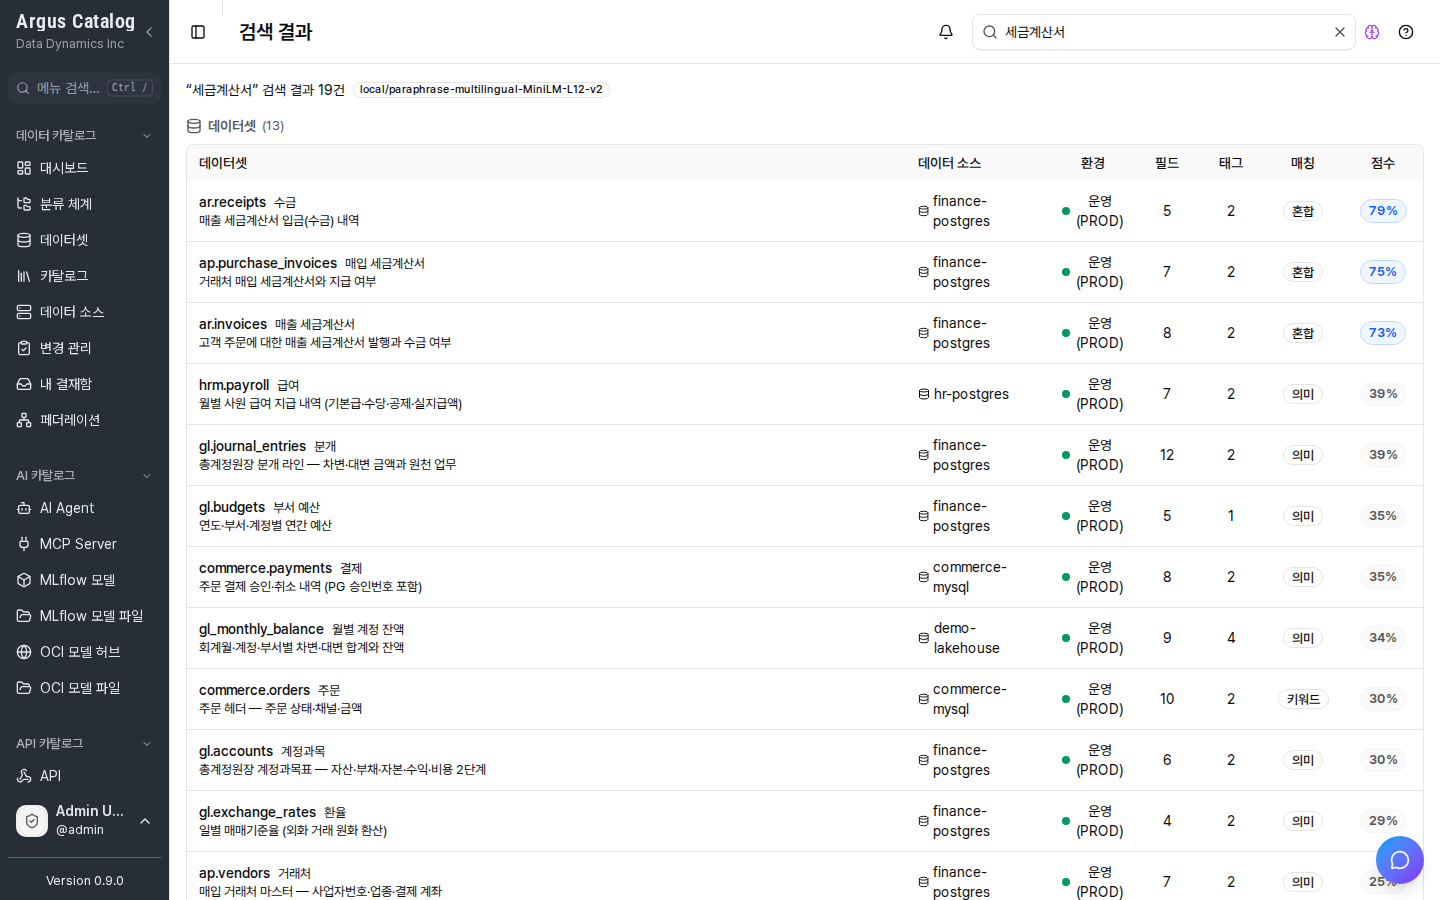 Argus Catalog
Data Dynamics Inc
메뉴 검색... Ctrl /
데이터 카탈로그
대시보드
분류 체계
데이터셋
카탈로그
데이터 소스
변경 관리
내 결재함
페더레이션
AI 카탈로그
AI Agent
MCP Server
MLflow 모델
MLflow 모델 파일
OCI 모델 허브
OCI 모델 파일
API 카탈로그
API
Admin U...
@admin
Version 0.9.0
검색 결과
세금계산서
“세금계산서” 검색 결과 19건 local/paraphrase-multilingual-MiniLM-L12-v2
데이터셋 (13)
데이터셋 데이터 소스 환경 필드 태그 매칭 점수
ar.receipts 수금
매출 세금계산서 입금(수금) 내역
finance-
postgres
운영
(PROD)
5 2 혼합 79%
ap.purchase_invoices 매입 세금계산서
거래처 매입 세금계산서와 지급 여부
finance-
postgres
운영
(PROD)
7 2 혼합 75%
ar.invoices 매출 세금계산서
고객 주문에 대한 매출 세금계산서 발행과 수금 여부
finance-
postgres
운영
(PROD)
8 2 혼합 73%
hrm.payroll 급여
월별 사원 급여 지급 내역 (기본급·수당·공제·실지급액)
hr-postgres
운영
(PROD)
7 2 의미 39%
gl.journal_entries 분개
총계정원장 분개 라인 — 차변·대변 금액과 원천 업무
finance-
postgres
운영
(PROD)
12 2 의미 39%
gl.budgets 부서 예산
연도·부서·계정별 연간 예산
finance-
postgres
운영
(PROD)
5 1 의미 35%
commerce.payments 결제
주문 결제 승인·취소 내역 (PG 승인번호 포함)
commerce-
mysql
운영
(PROD)
8 2 의미 35%
gl_monthly_balance 월별 계정 잔액
회계월·계정·부서별 차변·대변 합계와 잔액
demo-
lakehouse
운영
(PROD)
9 4 의미 34%
commerce.orders 주문
주문 헤더 — 주문 상태·채널·금액
commerce-
mysql
운영
(PROD)
10 2 키워드 30%
gl.accounts 계정과목
총계정원장 계정과목표 — 자산·부채·자본·수익·비용 2단계
finance-
postgres
운영
(PROD)
6 2 의미 30%
gl.exchange_rates 환율
일별 매매기준율 (외화 거래 원화 환산)
finance-
postgres
운영
(PROD)
4 2 의미 29%
ap.vendors 거래처
매입 거래처 마스터 — 사업자번호·업종·결제 계좌
finance-
postgres
운영
(PROD)
7 2 의미 25%